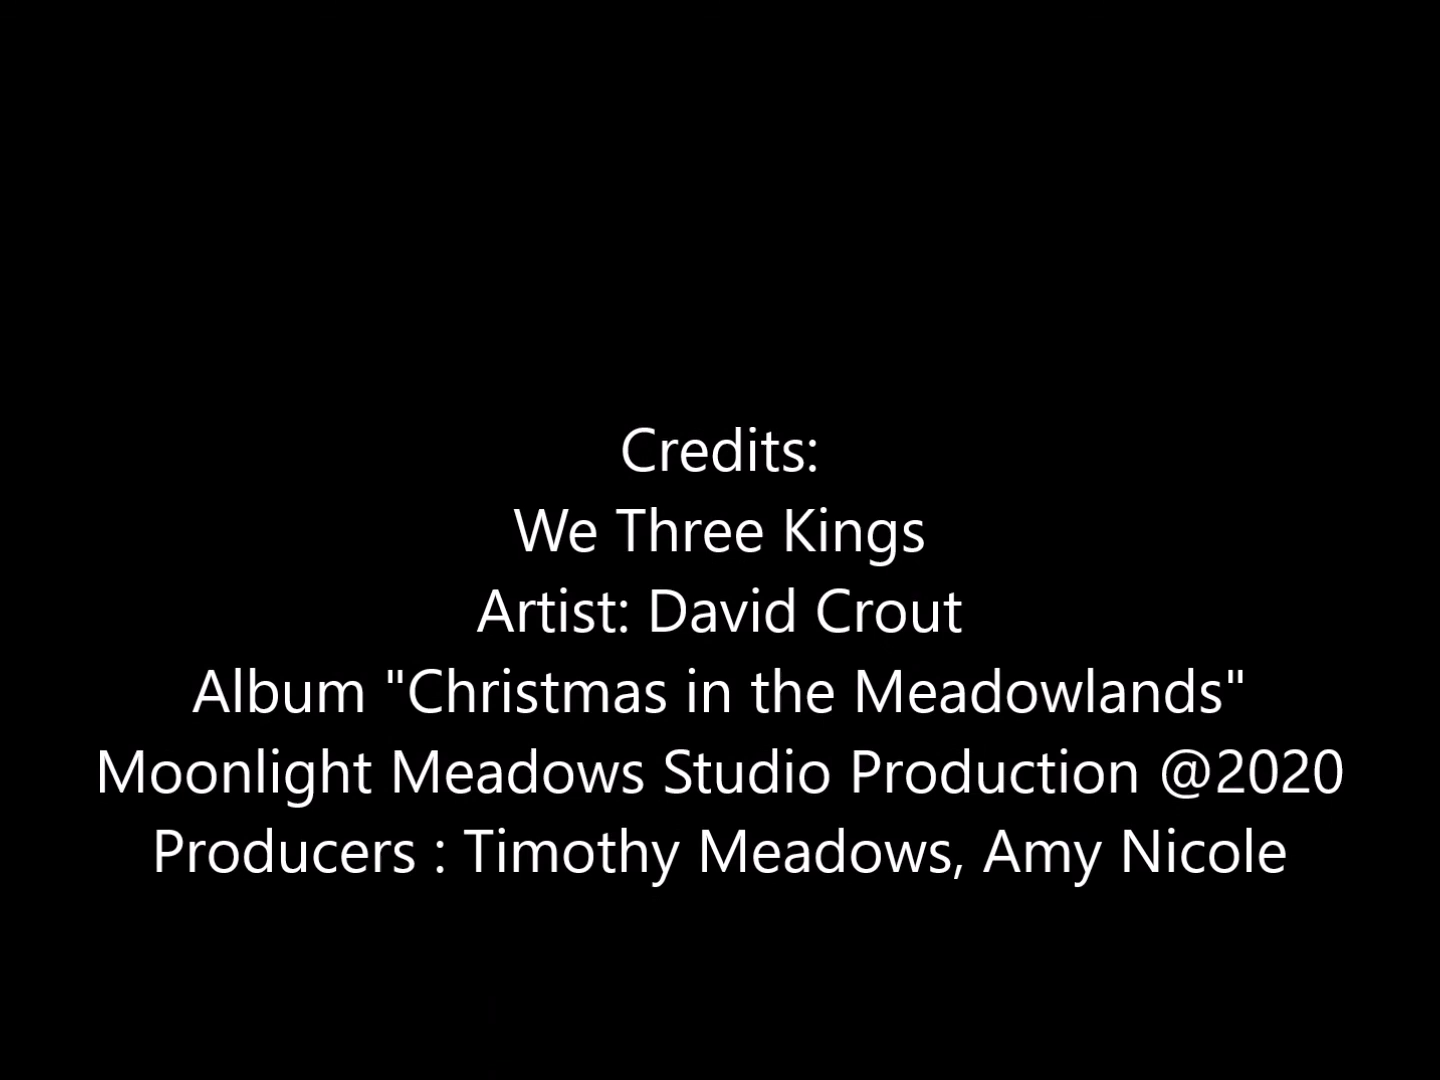 Credits:
We Three Kings
Artist: David Crout
Album "Christmas in the Meadowlands"
Moonlight Meadows Studio Production @2020
Producers : Timothy Meadows, Amy Nicole